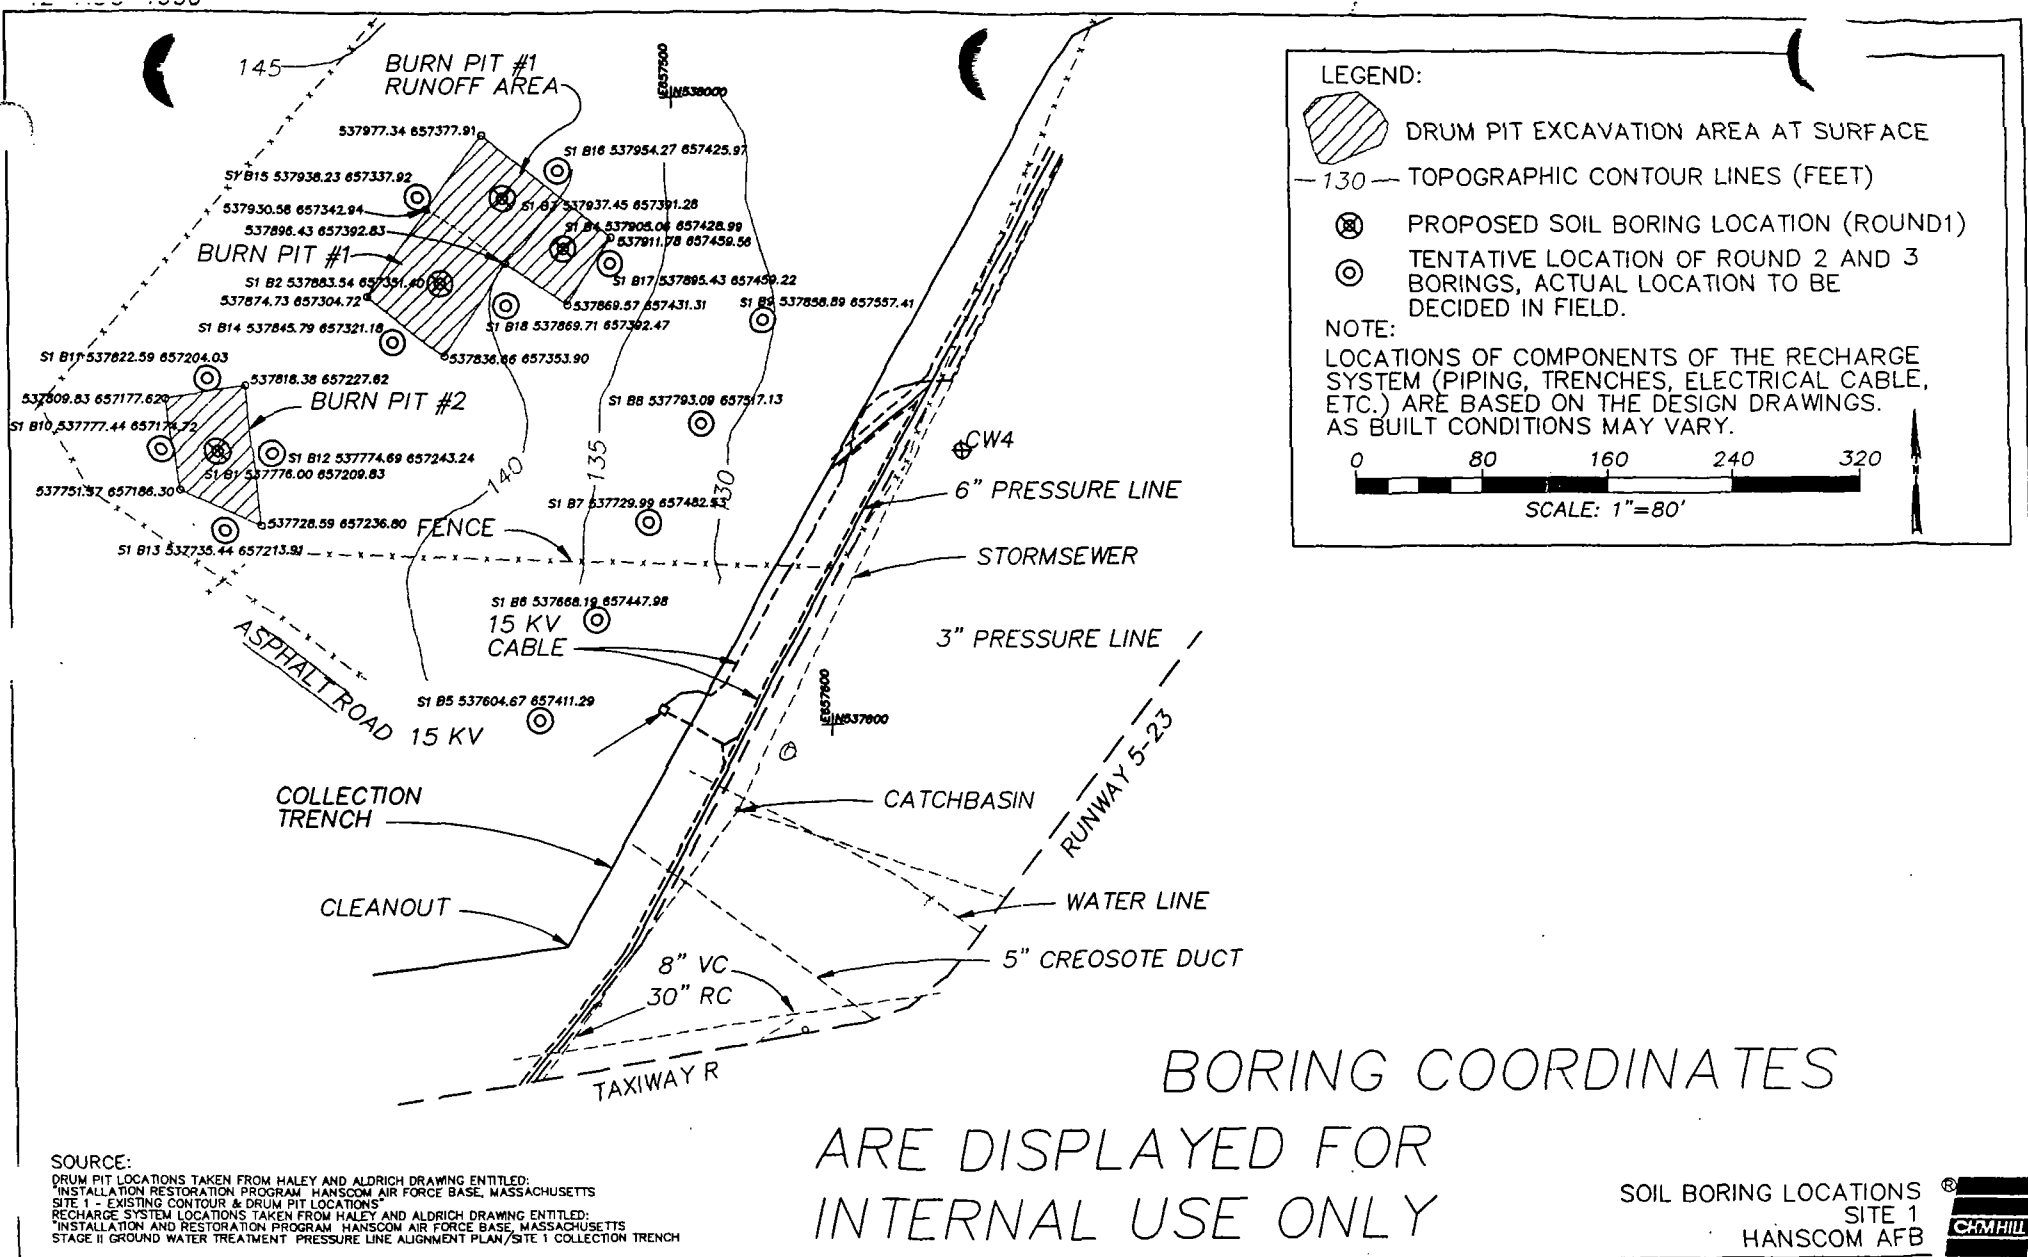 145
BURN PIT #1
RUNOFF AREA
E657500
N538000
537977.34 657377.91
S1 B16 537954.27 657425.97
S1 B15 537938.23 657337.92
S1 B3 537937.45 657391.28
537930.58 657342.94
S1 B4 537908.06 657428.99
537896.43 657392.83
537911.78 657459.56
BURN PIT #1
S1 B17 537895.43 657459.22
S1 B2 537883.54 657351.40
537874.73 657304.72
537869.57 657431.31
S1 B9 537858.89 657557.41
S1 B14 537845.79 657321.18
S1 B18 537869.71 657392.47
S1 B11 537822.59 657204.03
537836.66 657353.90
537818.38 657227.62
537809.83 657177.62
BURN PIT #2
S1 B8 537793.09 657517.13
S1 B10 537777.44 657174.72
S1 B12 537774.69 657243.24
S1 B1 537776.00 657209.83
140
135
130
537751.57 657186.30
S1 B7 537729.99 657482.53
537728.59 657236.80
FENCE
S1 B13 537735.44 657213.91
S1 B6 537668.19 657447.98
15 KV
CABLE
ASPHALT ROAD
S1 B5 537604.67 657411.29
15 KV
CW4
6" PRESSURE LINE
STORMSEWER
3" PRESSURE LINE
E657600
N537600
RUNWAY 5-23
COLLECTION
TRENCH
CATCHBASIN
CLEANOUT
WATER LINE
8" VC
30" RC
5" CREOSOTE DUCT
TAXIWAY R
LEGEND:
DRUM PIT EXCAVATION AREA AT SURFACE
130 TOPOGRAPHIC CONTOUR LINES (FEET)
PROPOSED SOIL BORING LOCATION (ROUND1)
TENTATIVE LOCATION OF ROUND 2 AND 3
BORINGS, ACTUAL LOCATION TO BE
DECIDED IN FIELD.
NOTE:
LOCATIONS OF COMPONENTS OF THE RECHARGE
SYSTEM (PIPING, TRENCHES, ELECTRICAL CABLE,
ETC.) ARE BASED ON THE DESIGN DRAWINGS.
AS BUILT CONDITIONS MAY VARY.
0 80 160 240 320
SCALE: 1"=80'
N
BORING COORDINATES
ARE DISPLAYED FOR
INTERNAL USE ONLY
SOURCE:
DRUM PIT LOCATIONS TAKEN FROM HALEY AND ALDRICH DRAWING ENTITLED:
"INSTALLATION RESTORATION PROGRAM HANSCOM AIR FORCE BASE, MASSACHUSETTS
SITE 1 - EXISTING CONTOUR & DRUM PIT LOCATIONS"
RECHARGE SYSTEM LOCATIONS TAKEN FROM HALEY AND ALDRICH DRAWING ENTITLED:
"INSTALLATION AND RESTORATION PROGRAM HANSCOM AIR FORCE BASE, MASSACHUSETTS
STAGE II GROUND WATER TREATMENT PRESSURE LINE ALIGNMENT PLAN/SITE 1 COLLECTION TRENCH
SOIL BORING LOCATIONS
SITE 1
HANSCOM AFB
®
CH2M HILL